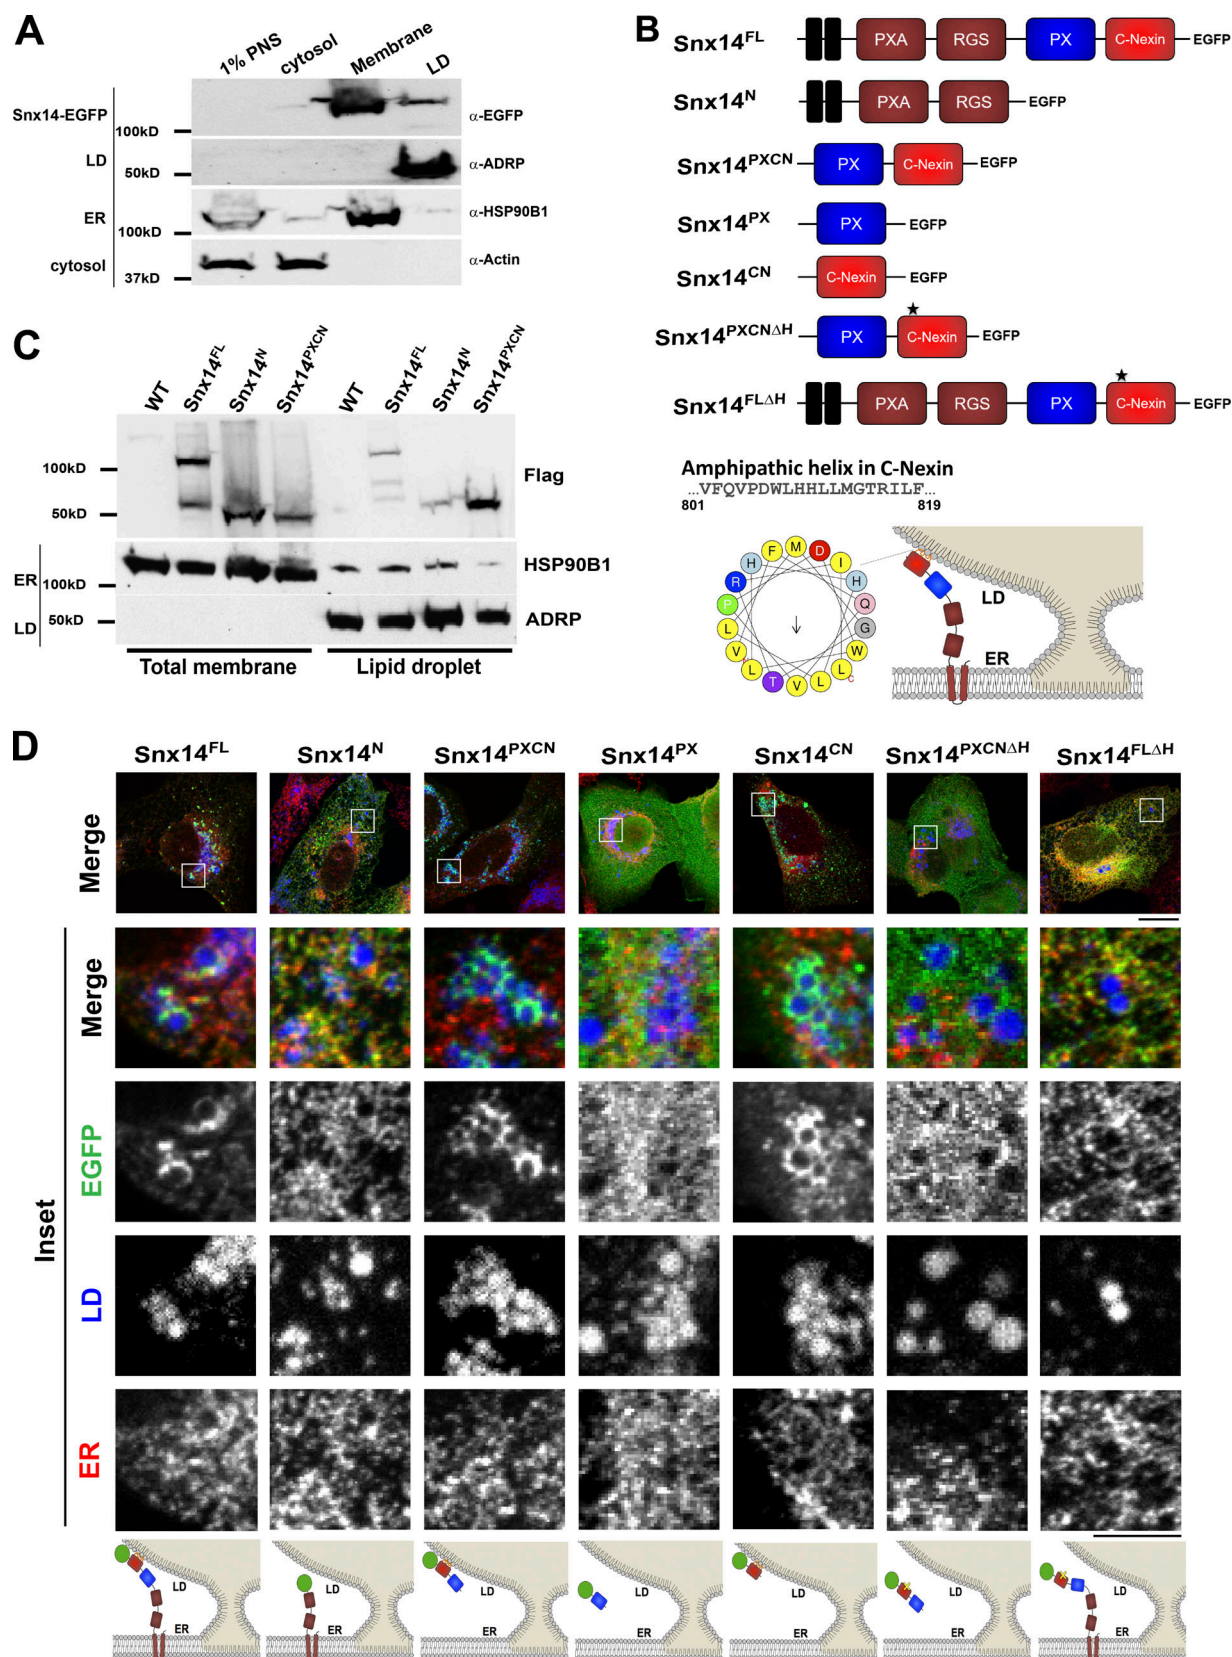 A
1% PNS
cytosol
Membrane
LD
Snx14-EGFP
100kD
α-EGFP
LD
50kD
α-ADRP
ER
100kD
α-HSP90B1
cytosol
37kD
α-Actin
B
Snx14FL
PXA
RGS
PX
C-Nexin
EGFP
Snx14N
PXA
RGS
EGFP
Snx14PXCN
PX
C-Nexin
EGFP
Snx14PX
PX
EGFP
Snx14CN
C-Nexin
EGFP
Snx14PXCNΔH
PX
C-Nexin
EGFP
Snx14FLΔH
PXA
RGS
PX
C-Nexin
EGFP
Amphipathic helix in C-Nexin
...VFQVPDWLHHLLMGTRILF...
801
819
H
F
M
D
I
H
Q
G
W
L
C
L
V
T
L
V
L
P
R
LD
ER
C
WT
Snx14FL
Snx14N
Snx14PXCN
WT
Snx14FL
Snx14N
Snx14PXCN
100kD
Flag
50kD
ER
HSP90B1
100kD
LD
50kD
ADRP
Total membrane
Lipid droplet
D
Snx14FL
Snx14N
Snx14PXCN
Snx14PX
Snx14CN
Snx14PXCNΔH
Snx14FLΔH
Merge
Inset
Merge
EGFP
LD
ER
LD
ER
LD
ER
LD
ER
LD
ER
LD
ER
LD
ER
LD
ER